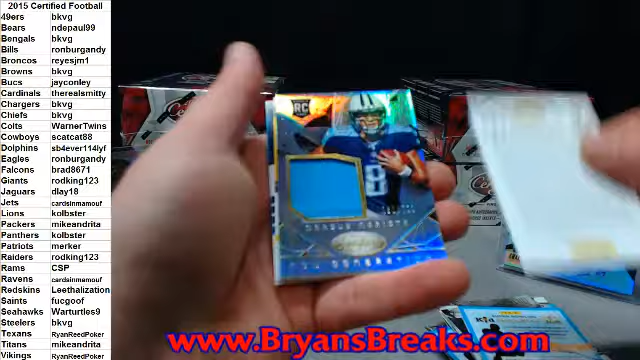 2015 Certified Football
49ers bkvg
Bears ndepaul99
Bengals bkvg
Bills ronburgandy
Broncos reyesjm1
Browns bkvg
Bucs jayconley
Cardinals sherealsmitty
Chargers bkvg
Chiefs bkvg
Colts WarnerTwins
Cowboys scatcat88
Dolphins sb4ever114lyf
Eagles ronburgandy
Falcons brad8671
Giants rodking123
Jaguars dlay18
Jets cardsinmamouf
Lions kolbster
Packers mikeandrita
Panthers kolbster
Patriots merker
Raiders rodking123
Rams CSP
Ravens cardsinmamouf
Redskins Leethalization
Saints fucgoof
Seahawks Warturtles9
Steelers bkvg
Texans RyanReedPoker
Titans mikeandrita
Vikings RyanReedPoker
RC
8
www.BryansBreaks.com